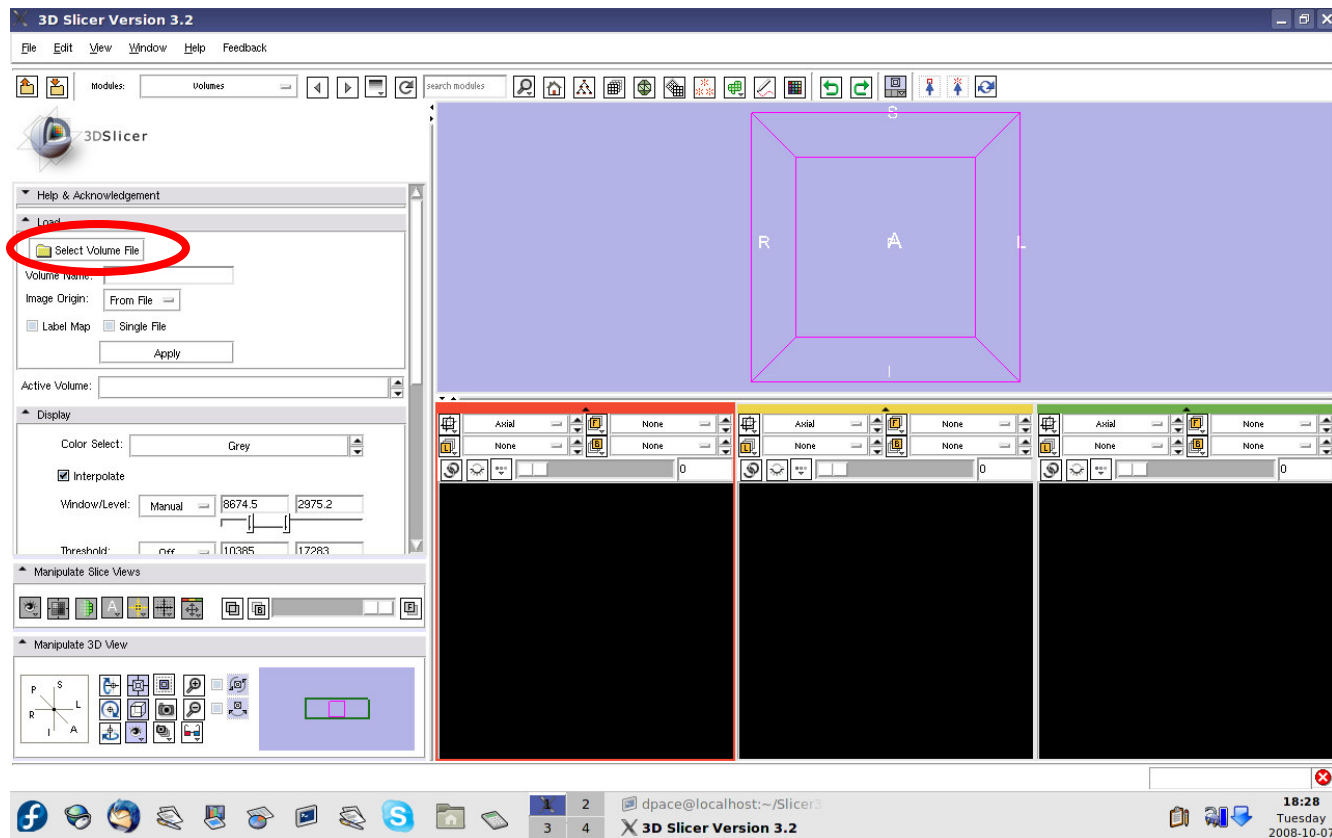 3D Slicer Version 3.2
File Edit View Window Help Feedback
Modules: Volumes search modules
3DSlicer
Help & Acknowledgement
Load
Select Volume File
Volume Name:
Image Origin: From File
Label Map Single File
Apply
Active Volume:
Display
Color Select: Grey
Interpolate
Window/Level: Manual 8674.5 2975.2
Threshold: Off 10385 17283
Manipulate Slice Views
Manipulate 3D View
P S
R L
I A
S
R A L
I
Axial None Axial None Axial None
None None None None None None
0 0 0
1 2
3 4
dpace@localhost:~/Slicer3
3D Slicer Version 3.2
18:28
Tuesday
2008-10-07